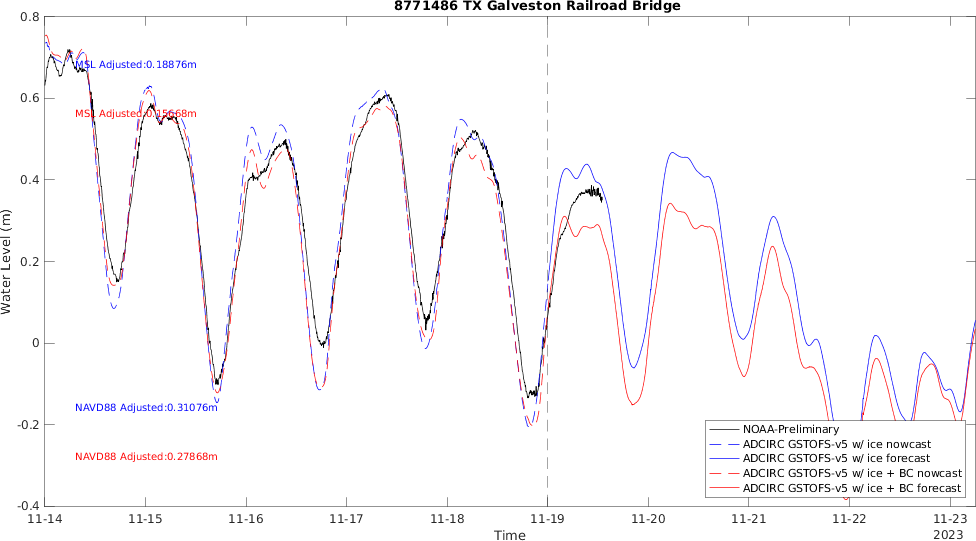 8771486 TX Galveston Railroad Bridge
0.8
0.6
0.4
0.2
0
-0.2
-0.4
Water Level (m)
MSL Adjusted:0.18876m
MSL Adjusted:0.15668m
NAVD88 Adjusted:0.31076m
NAVD88 Adjusted:0.27868m
NOAA-Preliminary
ADCIRC GSTOFS-v5 w/ ice nowcast
ADCIRC GSTOFS-v5 w/ ice forecast
ADCIRC GSTOFS-v5 w/ ice + BC nowcast
ADCIRC GSTOFS-v5 w/ ice + BC forecast
11-14 11-15 11-16 11-17 11-18 11-19 11-20 11-21 11-22 11-23
Time
2023